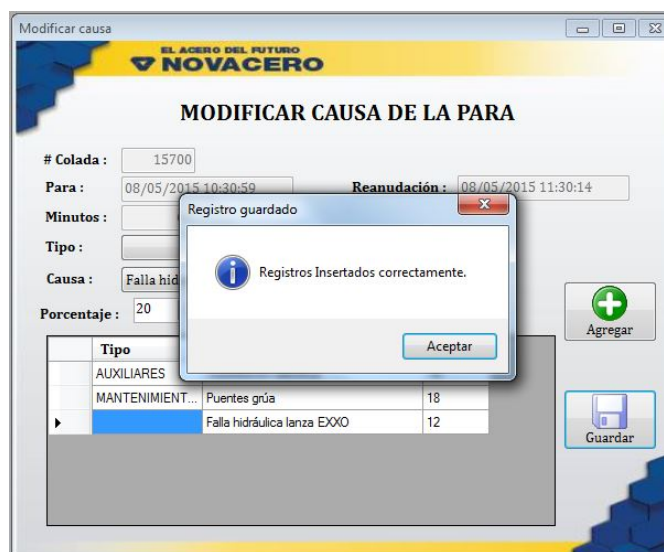 Modificar causa
EL ACERO DEL FUTURO
NOVACERO
MODIFICAR CAUSA DE LA PARA
# Colada : 15700
Para : 08/05/2015 10:30:59 Reanudación : 08/05/2015 11:30:14
Minutos :
Registro guardado
Tipo :
Registros Insertados correctamente.
Causa : Falla hid
Porcentaje : 20
Aceptar
Agregar
Tipo
AUXILIARES
MANTENIMIENT... Puentes grúa 18
Falla hidráulica lanza EXXO 12
Guardar